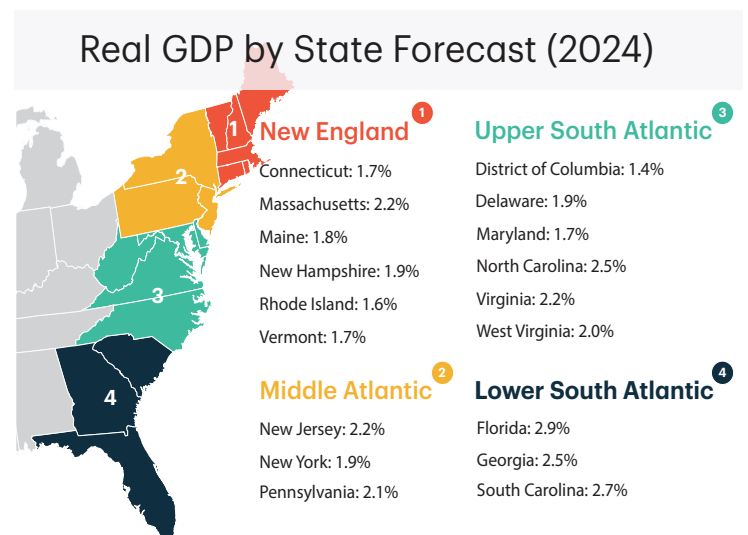 Real GDP by State Forecast (2024)
1
2
3
4
New England 1
Connecticut: 1.7%
Massachusetts: 2.2%
Maine: 1.8%
New Hampshire: 1.9%
Rhode Island: 1.6%
Vermont: 1.7%
Middle Atlantic 2
New Jersey: 2.2%
New York: 1.9%
Pennsylvania: 2.1%
Upper South Atlantic 3
District of Columbia: 1.4%
Delaware: 1.9%
Maryland: 1.7%
North Carolina: 2.5%
Virginia: 2.2%
West Virginia: 2.0%
Lower South Atlantic 4
Florida: 2.9%
Georgia: 2.5%
South Carolina: 2.7%